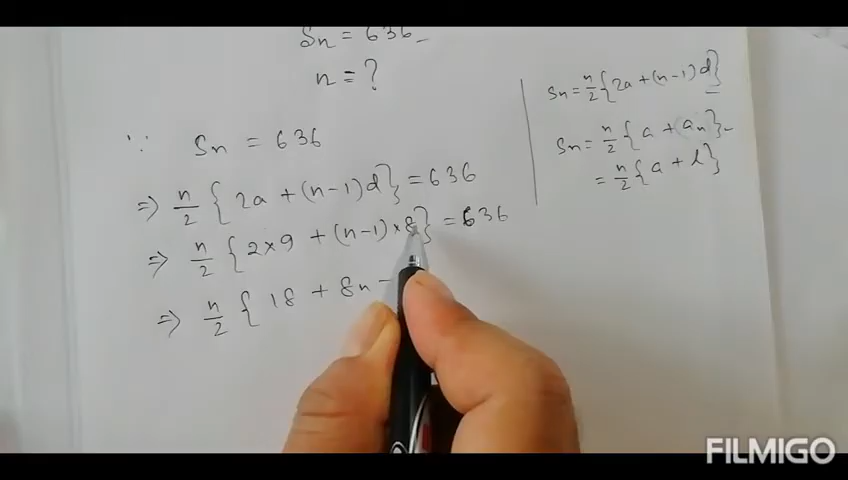 Sn = 636
n = ?
∵ Sn = 636
⇒ n/2 {2a + (n-1)d} = 636
⇒ n/2 {2×9 + (n-1)×8} = 636
⇒ n/2 {18 + 8n -
Sn = n/2 {2a + (n-1)d}
Sn = n/2 {a + (an}
= n/2 {a + l}
FILMIGO